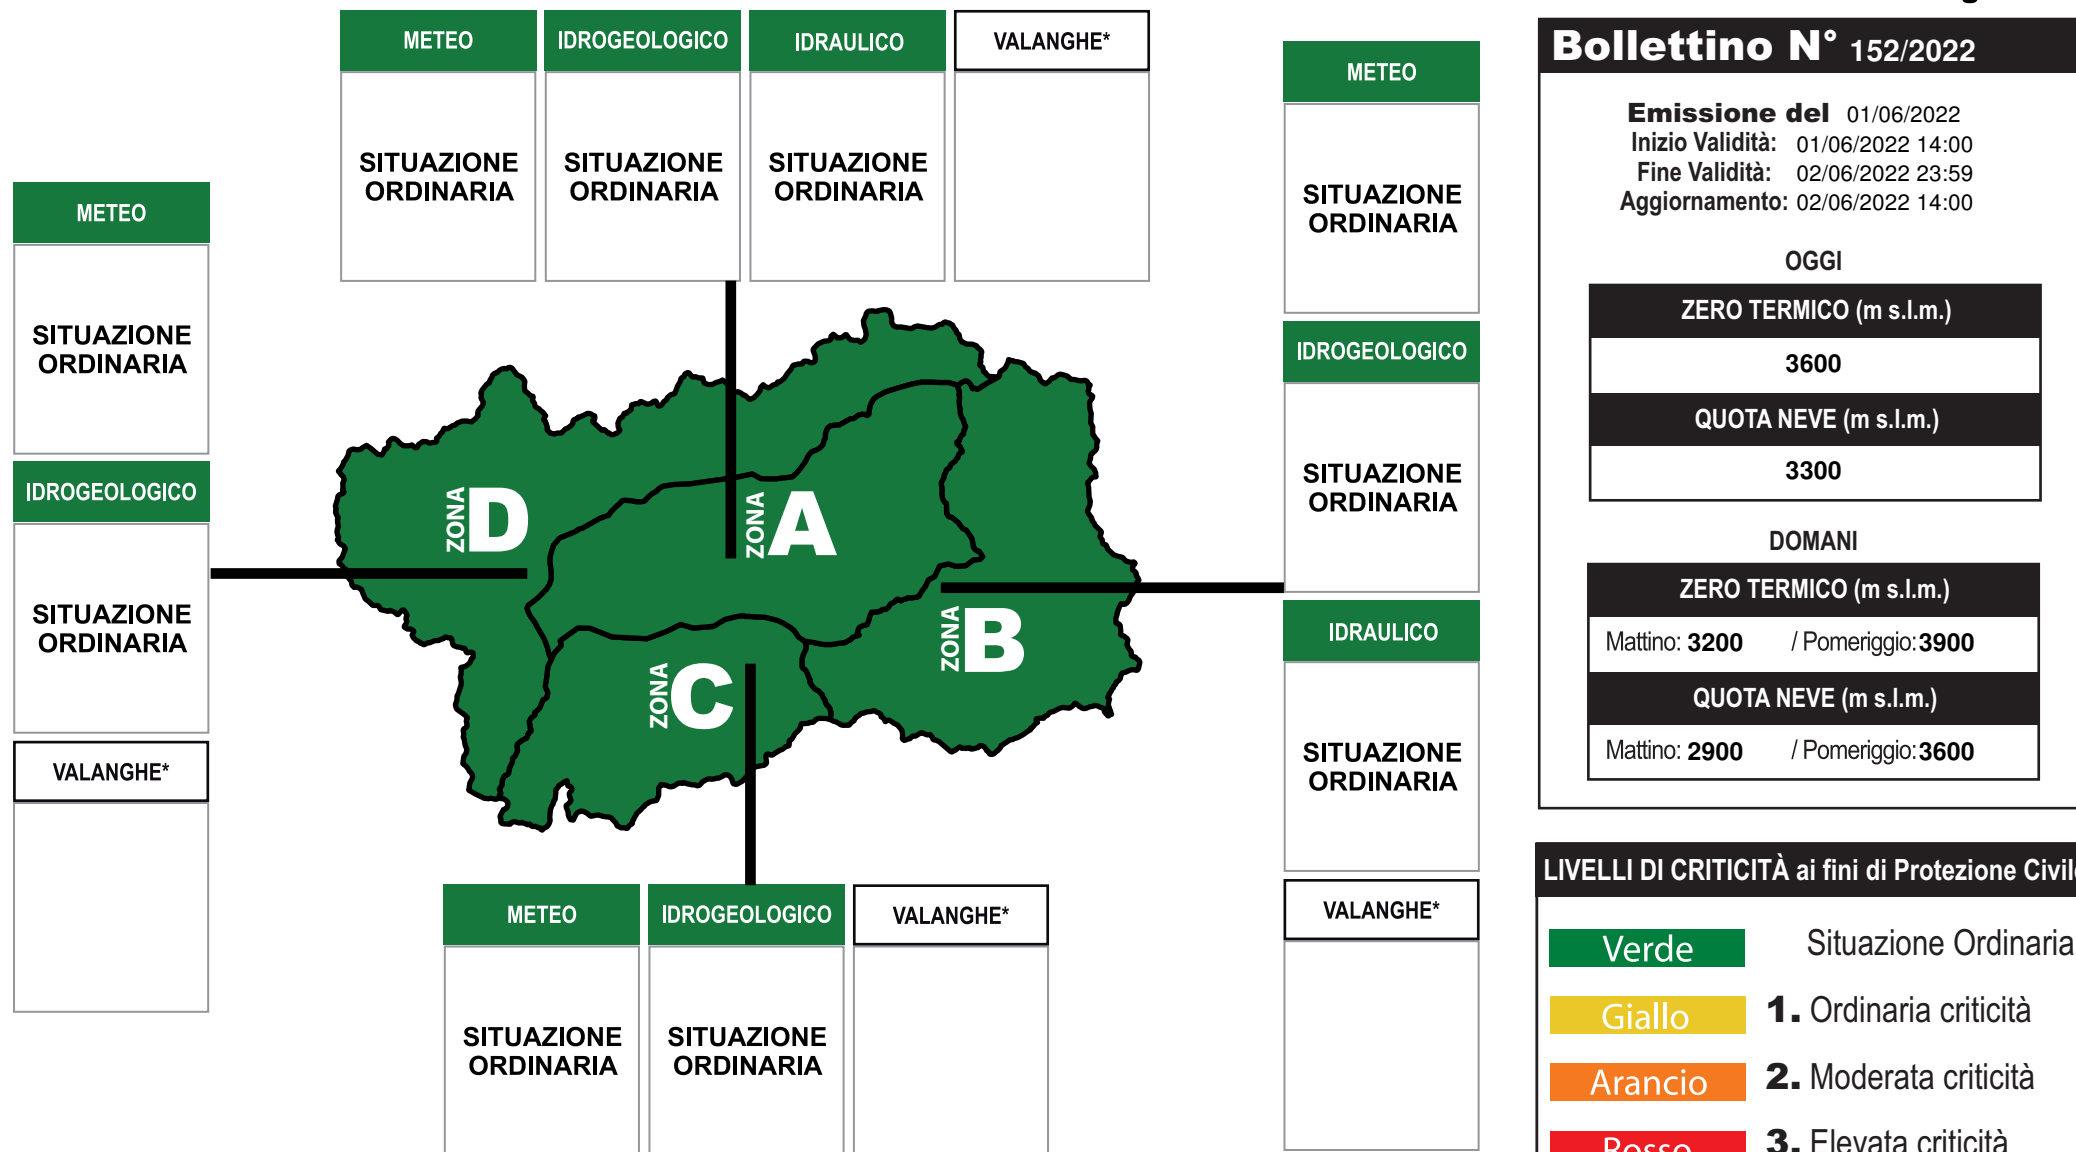 METEO
IDROGEOLOGICO
IDRAULICO
VALANGHE*
SITUAZIONE
ORDINARIA
SITUAZIONE
ORDINARIA
SITUAZIONE
ORDINARIA
METEO
SITUAZIONE
ORDINARIA
IDROGEOLOGICO
SITUAZIONE
ORDINARIA
VALANGHE*
ZONA D
ZONA A
ZONA B
ZONA C
METEO
SITUAZIONE
ORDINARIA
IDROGEOLOGICO
SITUAZIONE
ORDINARIA
IDRAULICO
SITUAZIONE
ORDINARIA
VALANGHE*
METEO
IDROGEOLOGICO
VALANGHE*
SITUAZIONE
ORDINARIA
SITUAZIONE
ORDINARIA
Bollettino N° 152/2022
Emissione del 01/06/2022
Inizio Validità: 01/06/2022 14:00
Fine Validità: 02/06/2022 23:59
Aggiornamento: 02/06/2022 14:00
OGGI
ZERO TERMICO (m s.l.m.)
3600
QUOTA NEVE (m s.l.m.)
3300
DOMANI
ZERO TERMICO (m s.l.m.)
Mattino: 3200 / Pomeriggio: 3900
QUOTA NEVE (m s.l.m.)
Mattino: 2900 / Pomeriggio: 3600
LIVELLI DI CRITICITÀ ai fini di Protezione Civile
Verde Situazione Ordinaria
Giallo 1. Ordinaria criticità
Arancio 2. Moderata criticità
Rosso 3. Elevata criticità